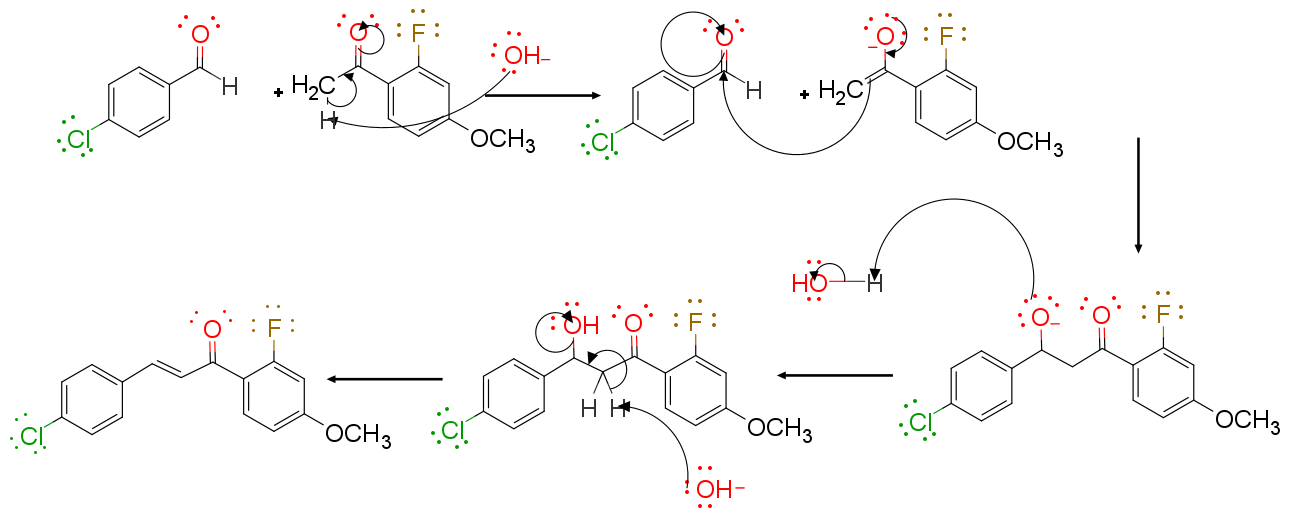 O
H
Cl
+
O
F
H₂C
H
OH−
OCH₃
O
H
Cl
+
O
−
F
H₂C
OCH₃
HO
H
O
−
O
F
Cl
OCH₃
OH
O
F
H
H
Cl
OCH₃
OH−
O
F
Cl
OCH₃